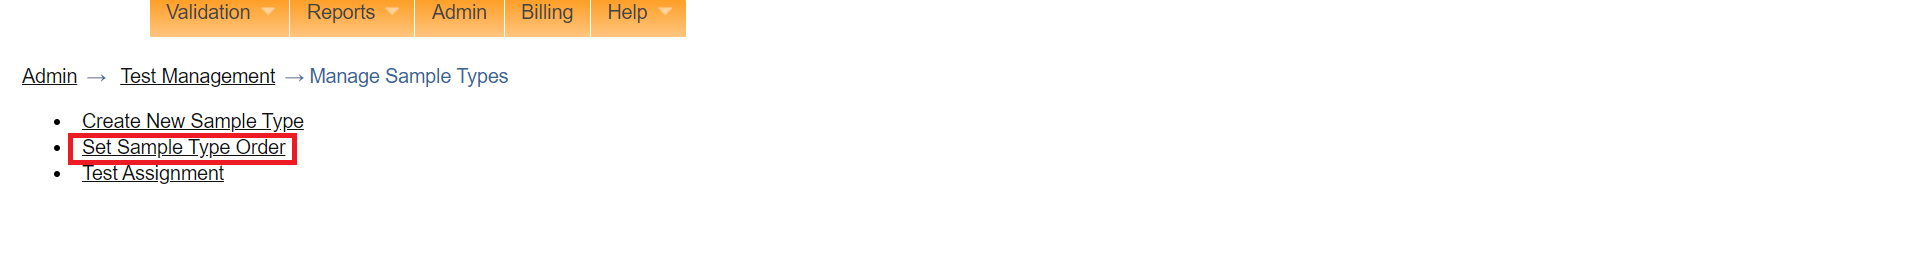 Validation Reports Admin Billing Help
Admin → Test Management → Manage Sample Types
• Create New Sample Type
• Set Sample Type Order
• Test Assignment